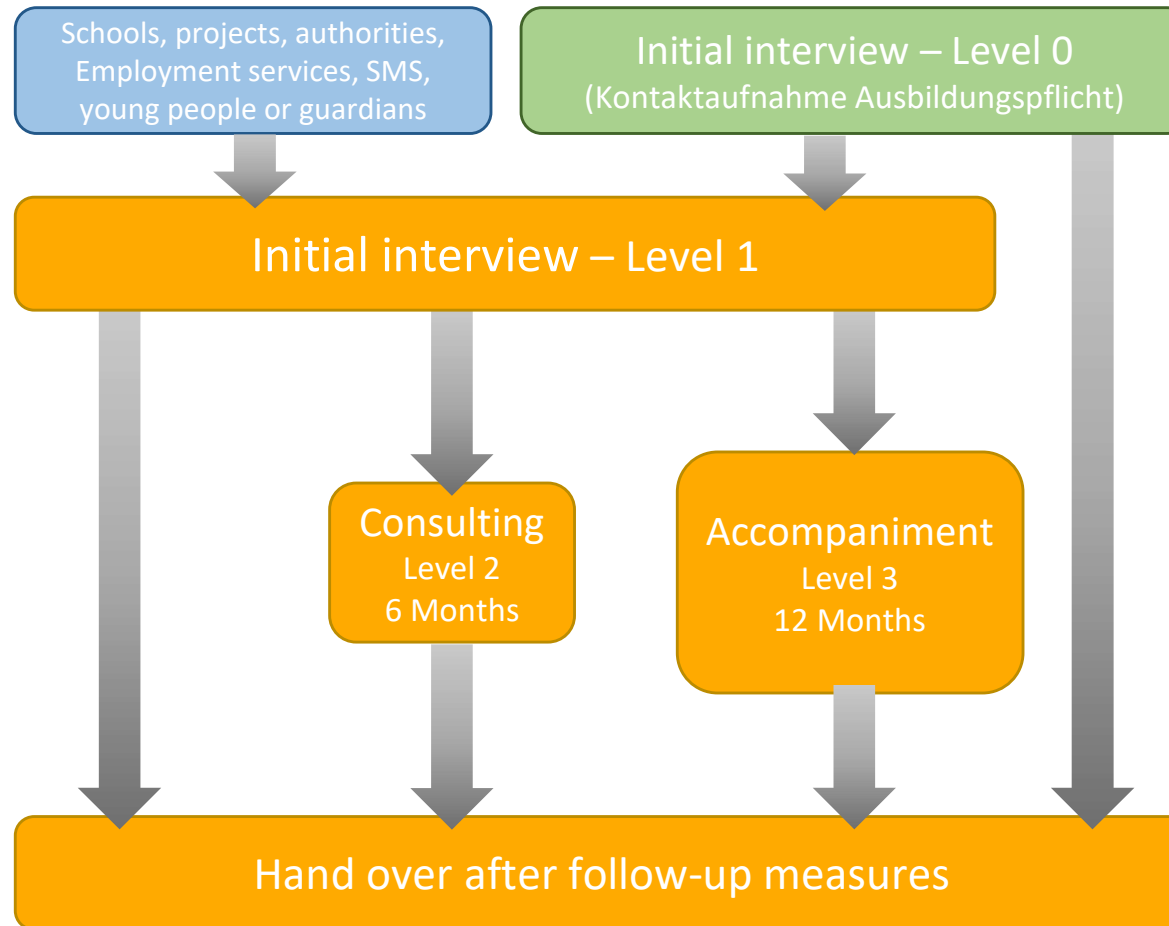 Schools, projects, authorities,
Employment services, SMS,
young people or guardians
Initial interview – Level 0
(Kontaktaufnahme Ausbildungspflicht)
Initial interview – Level 1
Consulting
Level 2
6 Months
Accompaniment
Level 3
12 Months
Hand over after follow-up measures